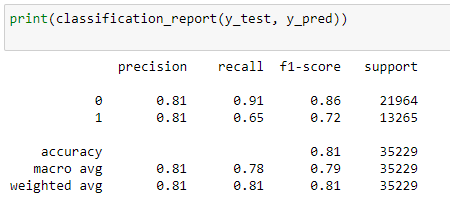 print(classification_report(y_test, y_pred))
precision recall f1-score support
0 0.81 0.91 0.86 21964
1 0.81 0.65 0.72 13265
accuracy 0.81 35229
macro avg 0.81 0.78 0.79 35229
weighted avg 0.81 0.81 0.81 35229